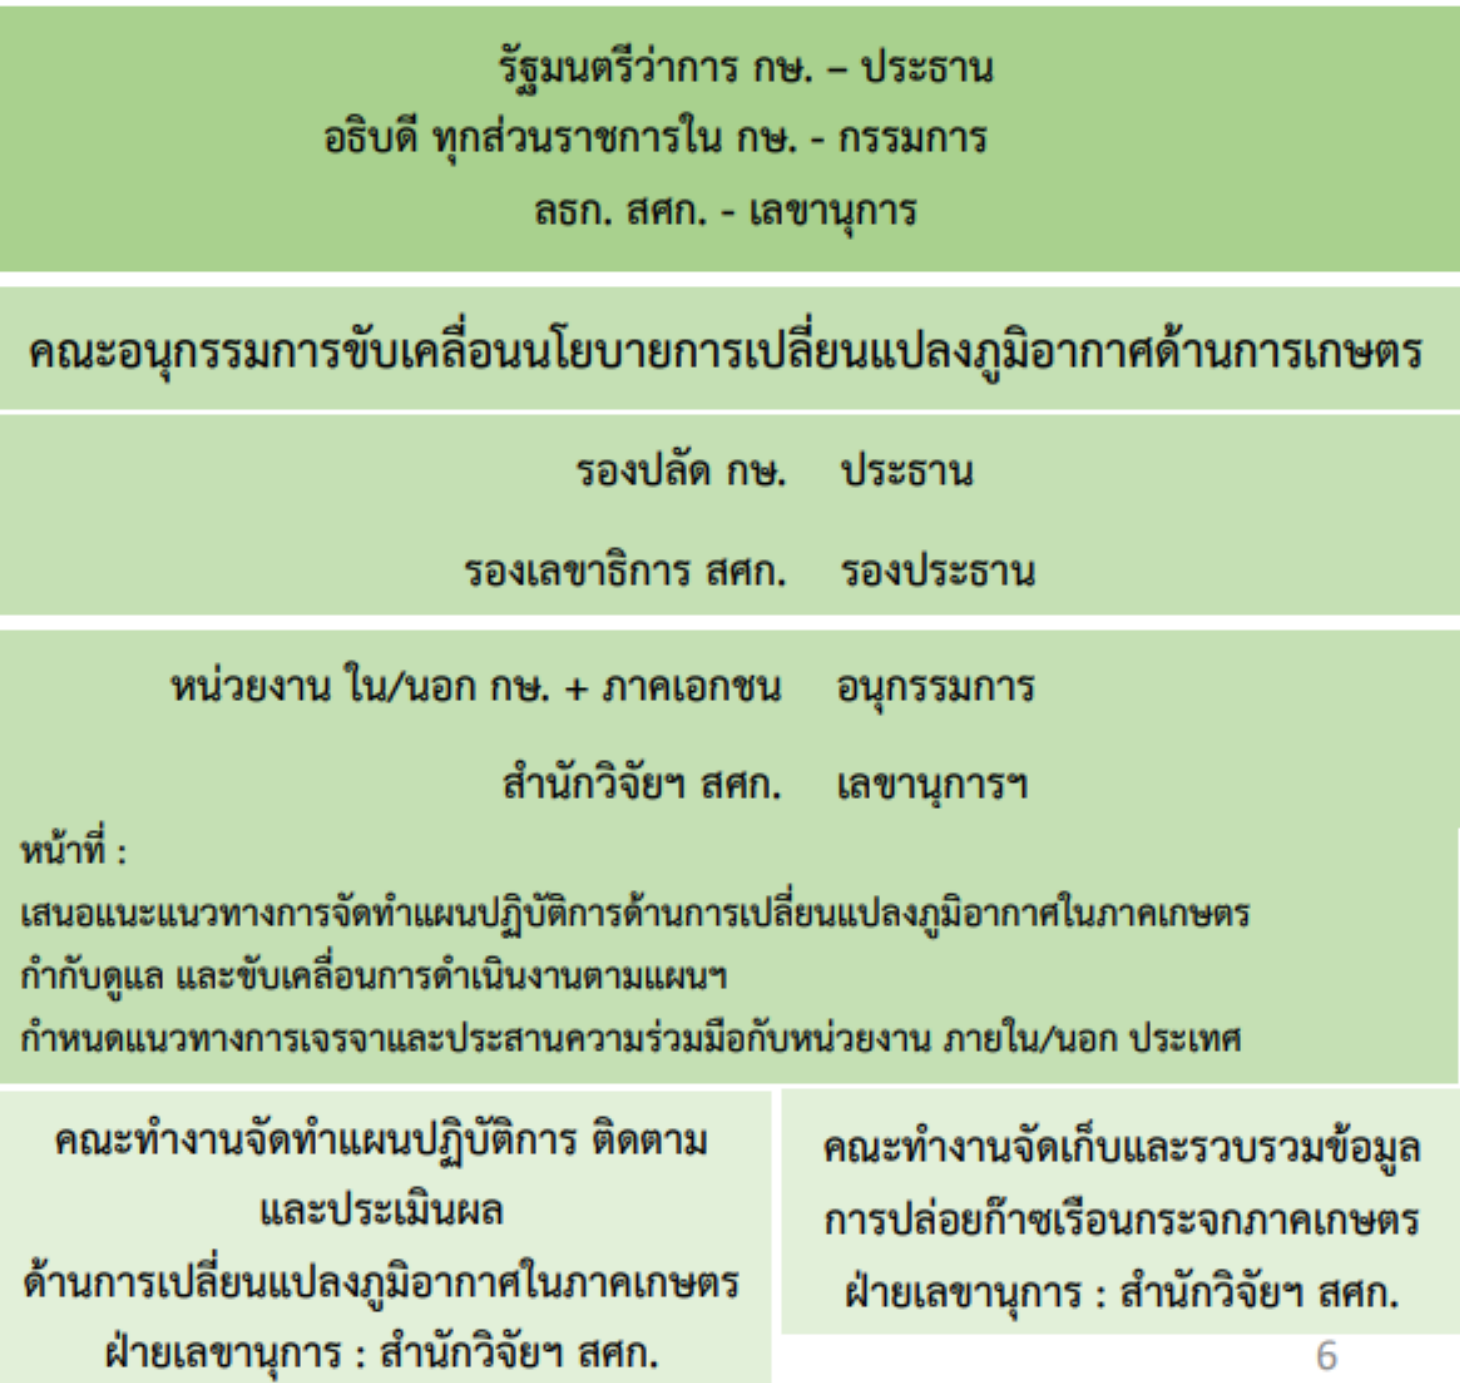 รัฐมนตรีว่าการ กษ. – ประธาน
อธิบดี ทุกส่วนราชการใน กษ. - กรรมการ
ลธก. สศก. - เลขานุการ
คณะอนุกรรมการขับเคลื่อนนโยบายการเปลี่ยนแปลงภูมิอากาศด้านการเกษตร
รองปลัด กษ. ประธาน
รองเลขาธิการ สศก. รองประธาน
หน่วยงาน ใน/นอก กษ. + ภาคเอกชน อนุกรรมการ
สำนักวิจัยฯ สศก. เลขานุการฯ
หน้าที่ :
เสนอแนะแนวทางการจัดทำแผนปฏิบัติการด้านการเปลี่ยนแปลงภูมิอากาศในภาคเกษตร
กำกับดูแล และขับเคลื่อนการดำเนินงานตามแผนฯ
กำหนดแนวทางการเจรจาและประสานความร่วมมือกับหน่วยงาน ภายใน/นอก ประเทศ
คณะทำงานจัดทำแผนปฏิบัติการ ติดตาม
และประเมินผล
ด้านการเปลี่ยนแปลงภูมิอากาศในภาคเกษตร
ฝ่ายเลขานุการ : สำนักวิจัยฯ สศก.
คณะทำงานจัดเก็บและรวบรวมข้อมูล
การปล่อยก๊าซเรือนกระจกภาคเกษตร
ฝ่ายเลขานุการ : สำนักวิจัยฯ สศก.
6